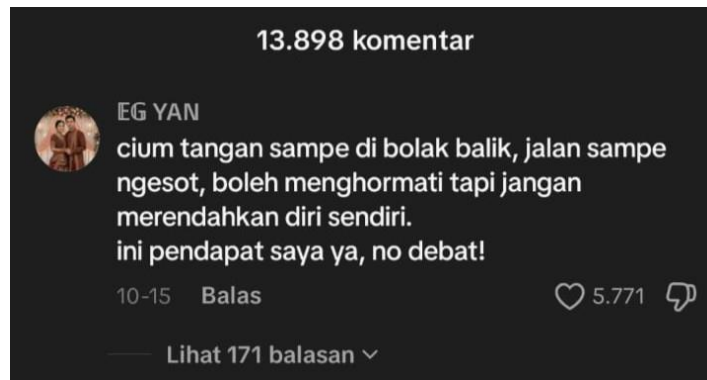 13.898 komentar
𝔼𝔾 YAN
cium tangan sampe di bolak balik, jalan sampe
ngesot, boleh menghormati tapi jangan
merendahkan diri sendiri.
ini pendapat saya ya, no debat!
10-15 Balas 5.771
Lihat 171 balasan